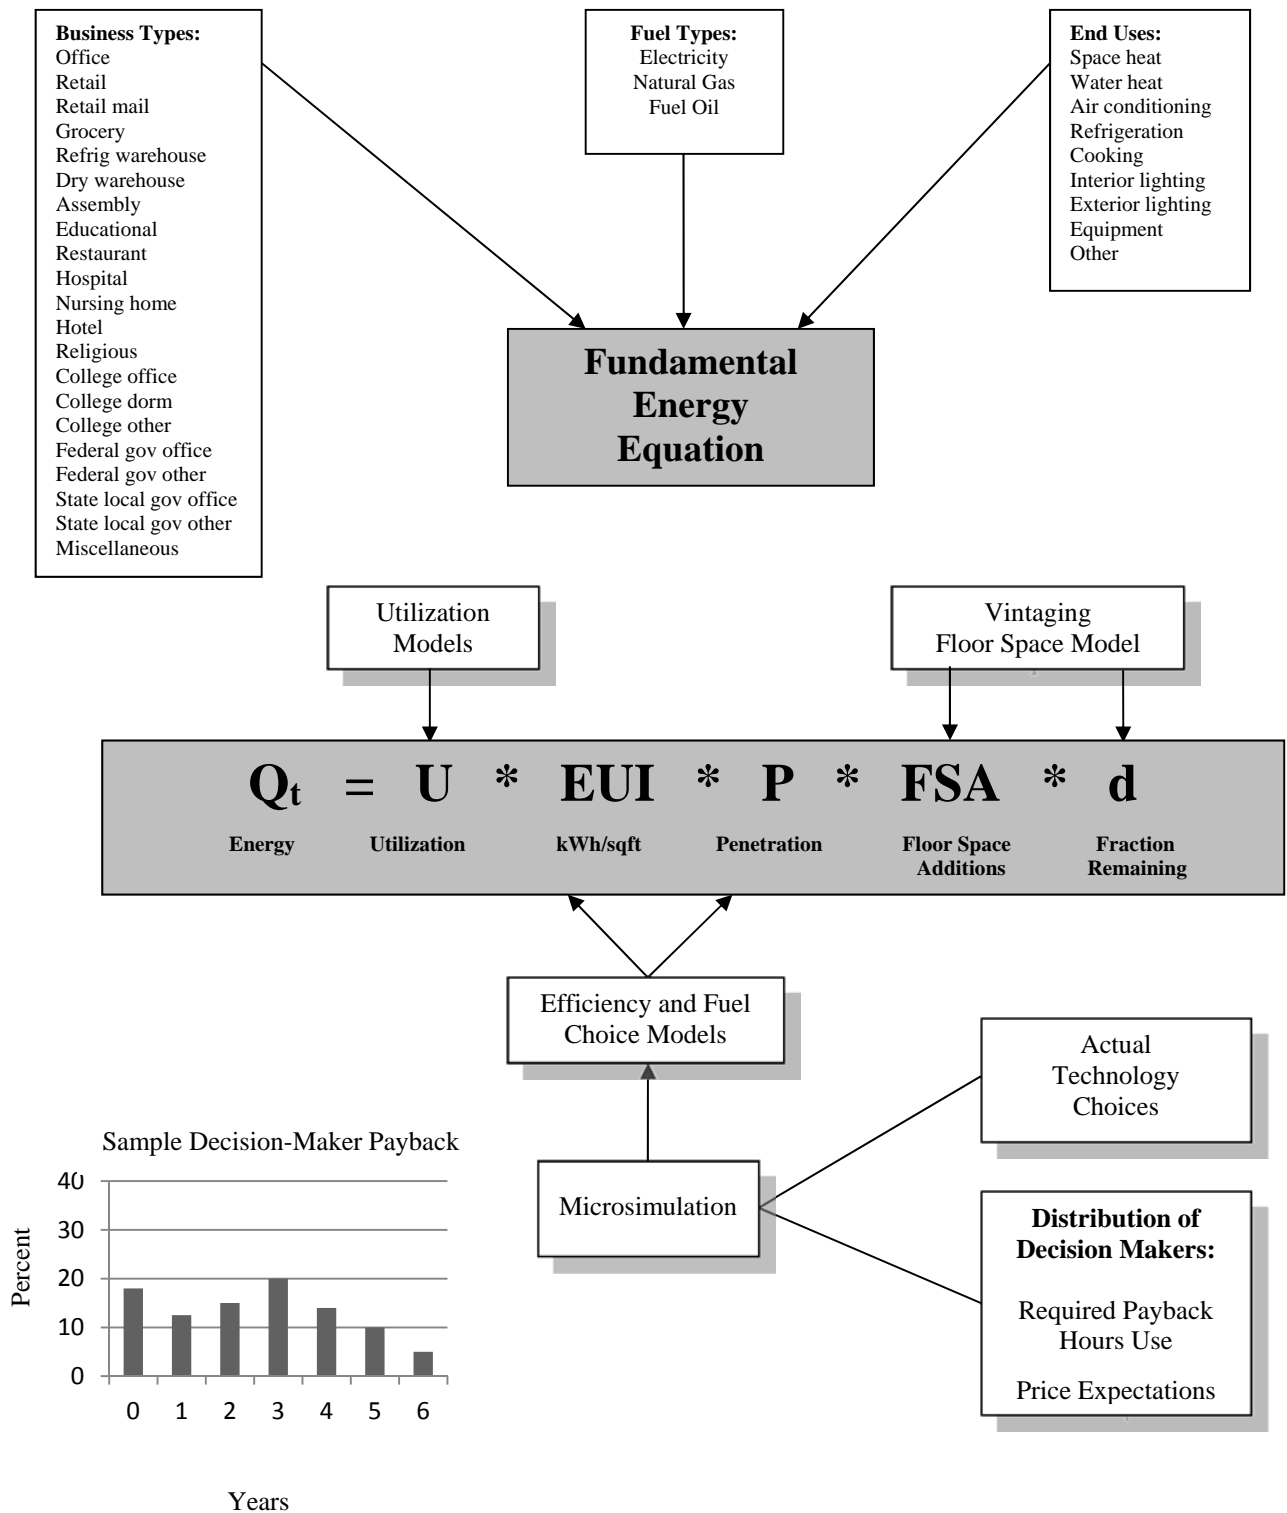 Business Types:
Office
Retail
Retail mail
Grocery
Refrig warehouse
Dry warehouse
Assembly
Educational
Restaurant
Hospital
Nursing home
Hotel
Religious
College office
College dorm
College other
Federal gov office
Federal gov other
State local gov office
State local gov other
Miscellaneous
Fuel Types:
Electricity
Natural Gas
Fuel Oil
End Uses:
Space heat
Water heat
Air conditioning
Refrigeration
Cooking
Interior lighting
Exterior lighting
Equipment
Other
Fundamental
Energy
Equation
Utilization
Models
Vintaging
Floor Space Model
Qt = U * EUI * P * FSA * d
Energy Utilization kWh/sqft Penetration Floor Space Fraction
Additions Remaining
Efficiency and Fuel
Choice Models
Microsimulation
Actual
Technology
Choices
Distribution of
Decision Makers:
Required Payback
Hours Use
Price Expectations
Sample Decision-Maker Payback
Percent
40
30
20
10
0
0 1 2 3 4 5 6
Years